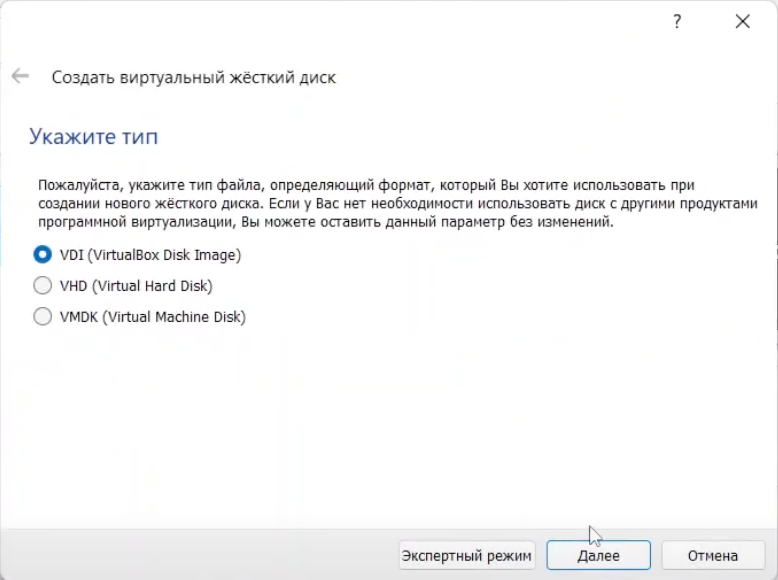 ?
Создать виртуальный жёсткий диск
Укажите тип
Пожалуйста, укажите тип файла, определяющий формат, который Вы хотите использовать при
создании нового жёсткого диска. Если у Вас нет необходимости использовать диск с другими продуктами
программной виртуализации, Вы можете оставить данный параметр без изменений.
VDI (VirtualBox Disk Image)
VHD (Virtual Hard Disk)
VMDK (Virtual Machine Disk)
Экспертный режим Далее Отмена